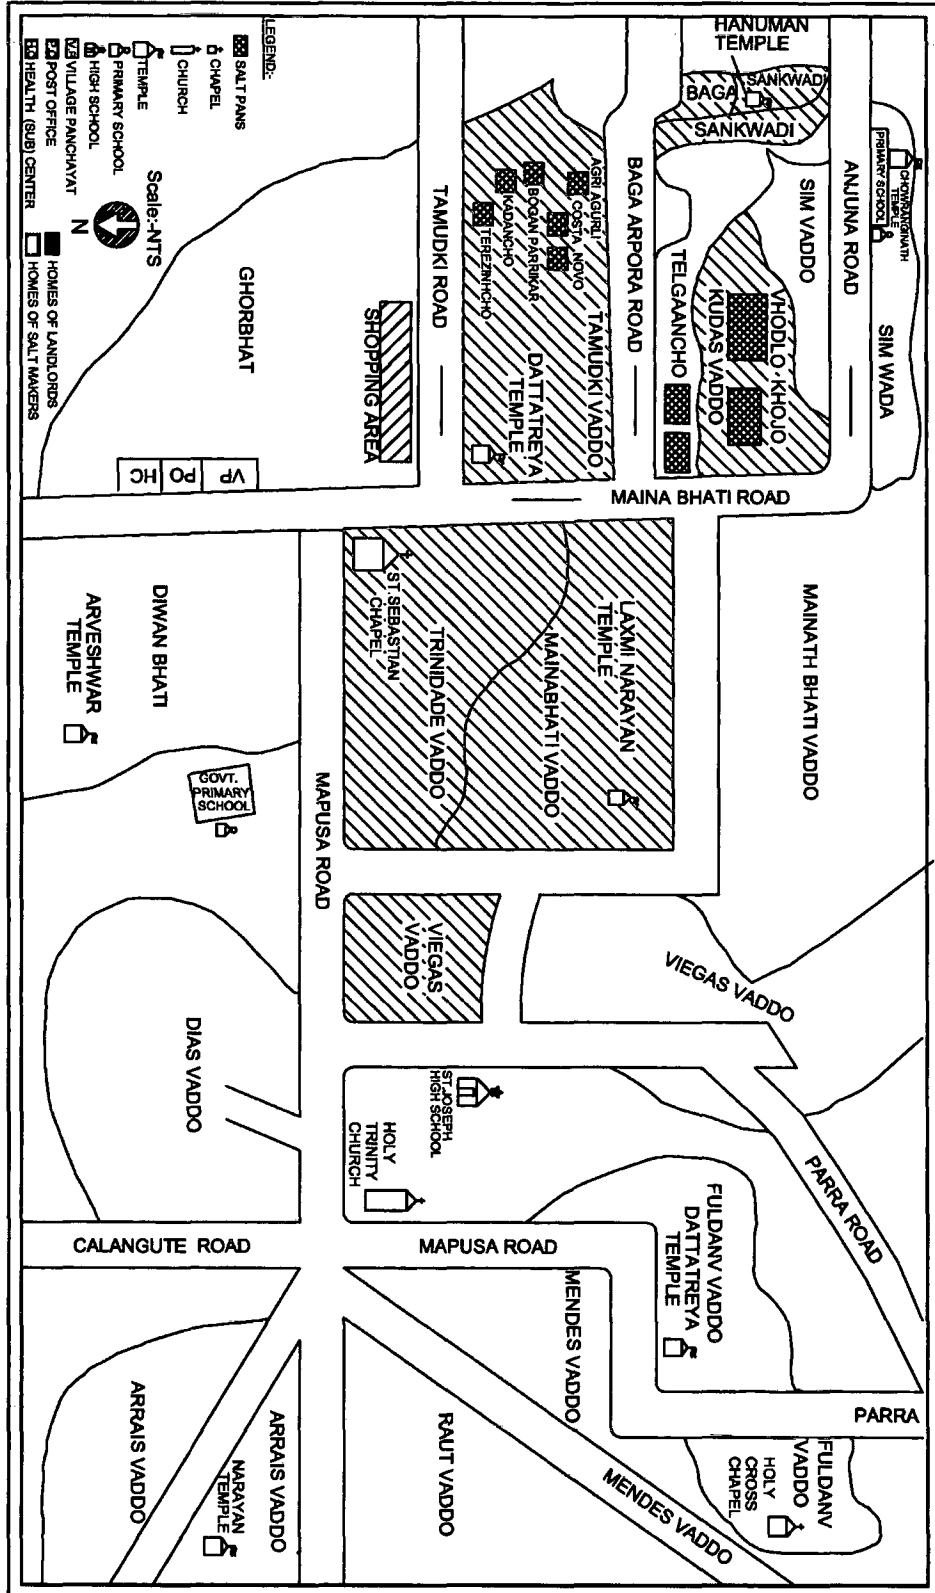 LEGEND:-
SALT PANS
CHAPEL
CHURCH
TEMPLE
PRIMARY SCHOOL
HIGH SCHOOL
VP VILLAGE PANCHAYAT
PO POST OFFICE
HC HEALTH (SUB) CENTER
HOMES OF LANDLORDS
HOMES OF SALT MAKERS
Scale:-NTS
N
HANUMAN
TEMPLE
SANKWADI
BAGA
SANKWADI
CHOWRANGINATH
TEMPLE
PRIMARY SCHOOL
SIM WADA
ANJUNA ROAD
SIM VADDO
VHODLO KHOJO
KUDAS VADDO
TELGAANCHO
BAGA ARPORA ROAD
AGRI AGURLI
COSTA NOVO
BOGAN PARRIKAR
KADANCHO
TEREZINHCHO
TAMUDKI VADDO
DATTATREYA
TEMPLE
TAMUDKI ROAD
SHOPPING AREA
GHORBHAT
VP
PO
HC
MAINA BHATI ROAD
MAINATH BHATI VADDO
LAXMI NARAYAN
TEMPLE
MAINABHATI VADDO
TRINIDADE VADDO
ST.SEBASTIAN
CHAPEL
DIWAN BHATI
ARVESHWAR
TEMPLE
GOVT.
PRIMARY
SCHOOL
MAPUSA ROAD
VIEGAS
VADDO
VIEGAS VADDO
DIAS VADDO
ST.JOSEPH
HIGH SCHOOL
HOLY
TRINITY
CHURCH
PARRA ROAD
FULDANV VADDO
DATTATREYA
TEMPLE
CALANGUTE ROAD
MAPUSA ROAD
MENDES VADDO
PARRA
FULDANV
VADDO
HOLY
CROSS
CHAPEL
MENDES VADDO
RAUT VADDO
ARRAIS VADDO
NARAYAN
TEMPLE
ARRAIS VADDO